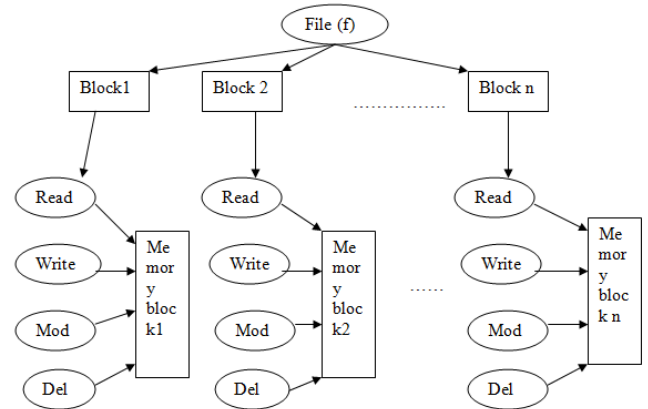 File (f)
Block1
Block 2
…………….
Block n
Read
Read
Read
Write
Write
Write
Mod
Mod
Mod
Del
Del
Del
Me
mor
y
bloc
k1
Me
mor
y
bloc
k2
……
Me
mor
y
bloc
k n